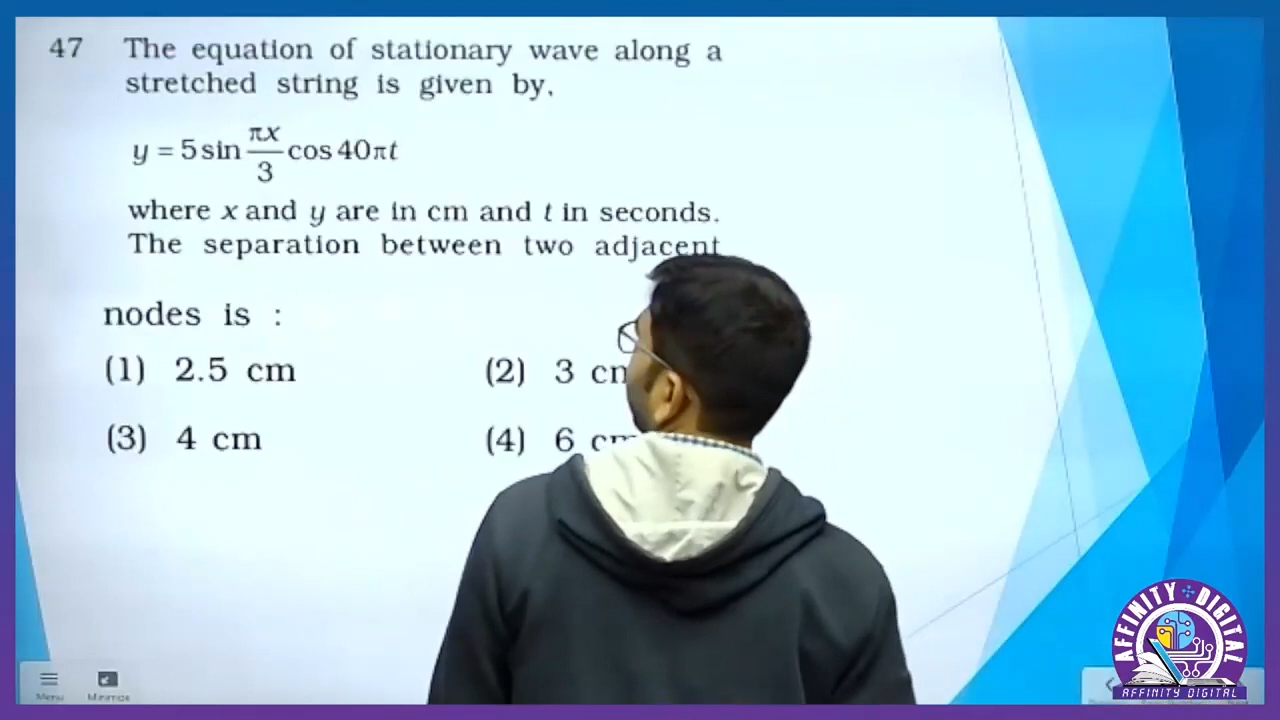 47 The equation of stationary wave along a
stretched string is given by,
y = 5 sin πx/3 cos 40πt
where x and y are in cm and t in seconds.
The separation between two adjacent
nodes is :
(1) 2.5 cm (2) 3
(3) 4 cm (4) 6
Menu
AFFINITY DIGITAL
AFFINITY DIGITAL